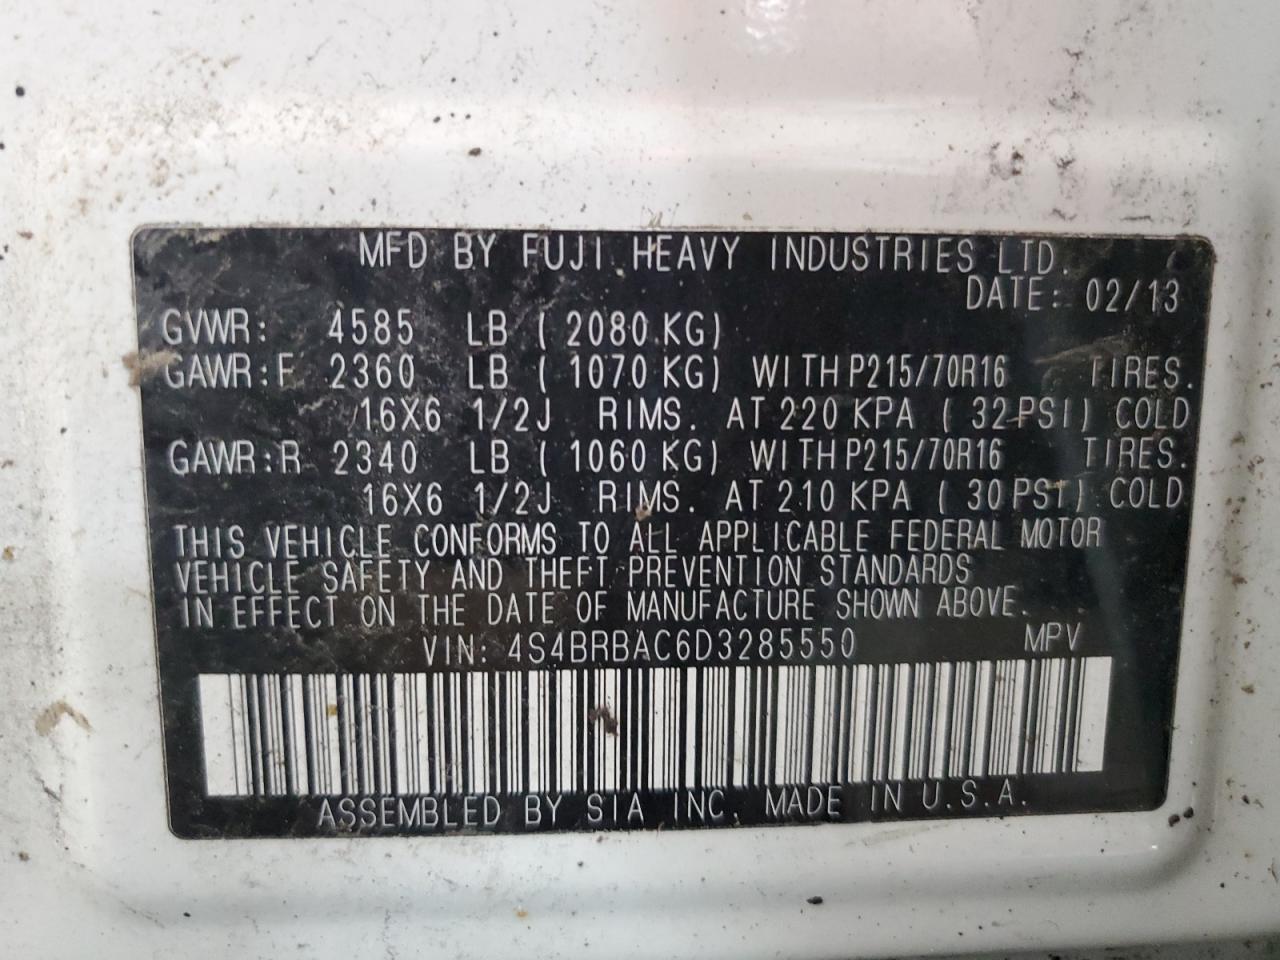 MFD BY FUJI HEAVY INDUSTRIES LTD.
DATE: 02/13
GVWR: 4585 LB ( 2080 KG)
GAWR:F 2360 LB ( 1070 KG) WITH P215/70R16 TIRES.
16X6 1/2J RIMS. AT 220 KPA ( 32 PSI) COLD
GAWR:R 2340 LB ( 1060 KG) WITH P215/70R16 TIRES.
16X6 1/2J RIMS. AT 210 KPA ( 30 PSI) COLD
THIS VEHICLE CONFORMS TO ALL APPLICABLE FEDERAL MOTOR
VEHICLE SAFETY AND THEFT PREVENTION STANDARDS
IN EFFECT ON THE DATE OF MANUFACTURE SHOWN ABOVE.
VIN: 4S4BRBAC6D3285550 MPV
ASSEMBLED BY SIA INC. MADE IN U.S.A.